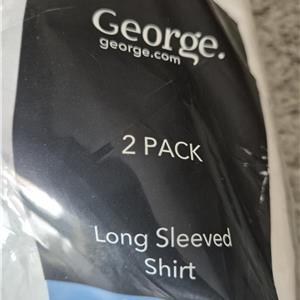 George.
george.com
2 PACK
Long Sleeved
Shirt